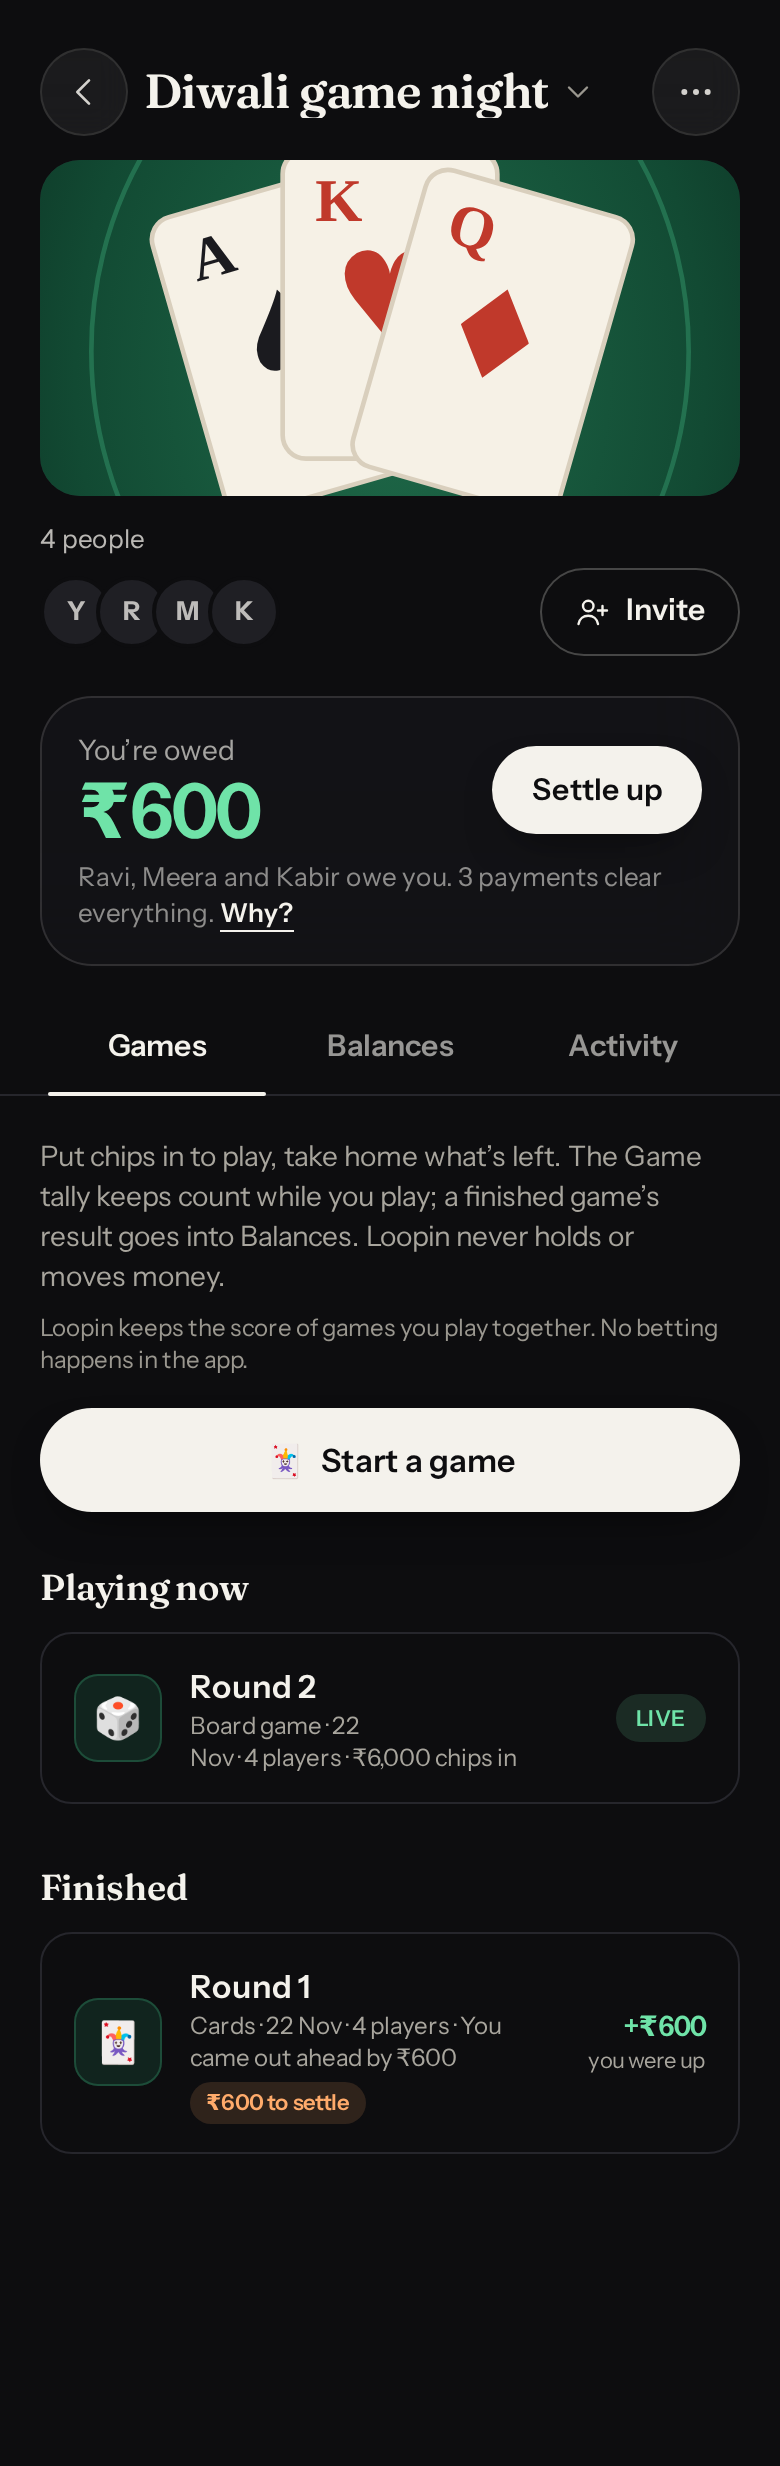 Diwali game night
A
K
Q
4 people
Y R M K
Invite
You’re owed
₹600
Settle up
Ravi, Meera and Kabir owe you. 3 payments clear
everything. Why?
Games Balances Activity
Put chips in to play, take home what’s left. The Game
tally keeps count while you play; a finished game’s
result goes into Balances. Loopin never holds or
moves money.
Loopin keeps the score of games you play together. No betting
happens in the app.
🃏 Start a game
Playing now
Round 2
Board game · 22
Nov · 4 players · ₹6,000 chips in
LIVE
Finished
Round 1
Cards · 22 Nov · 4 players · You
came out ahead by ₹600
₹600 to settle
+₹600
you were up